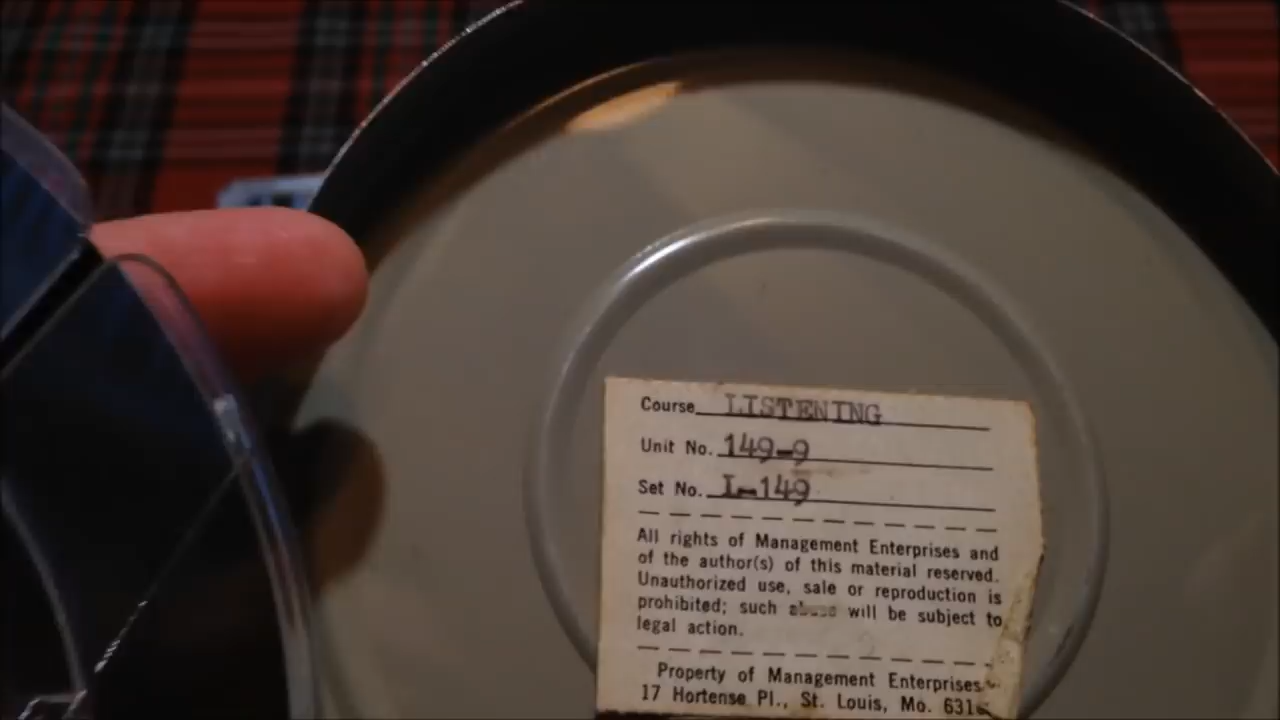 Course LISTENING
Unit No. 149-9
Set No. L-149
All rights of Management Enterprises and
of the author(s) of this material reserved.
Unauthorized use, sale or reproduction is
prohibited; such abuse will be subject to
legal action.
Property of Management Enterprises
17 Hortense Pl., St. Louis, Mo.